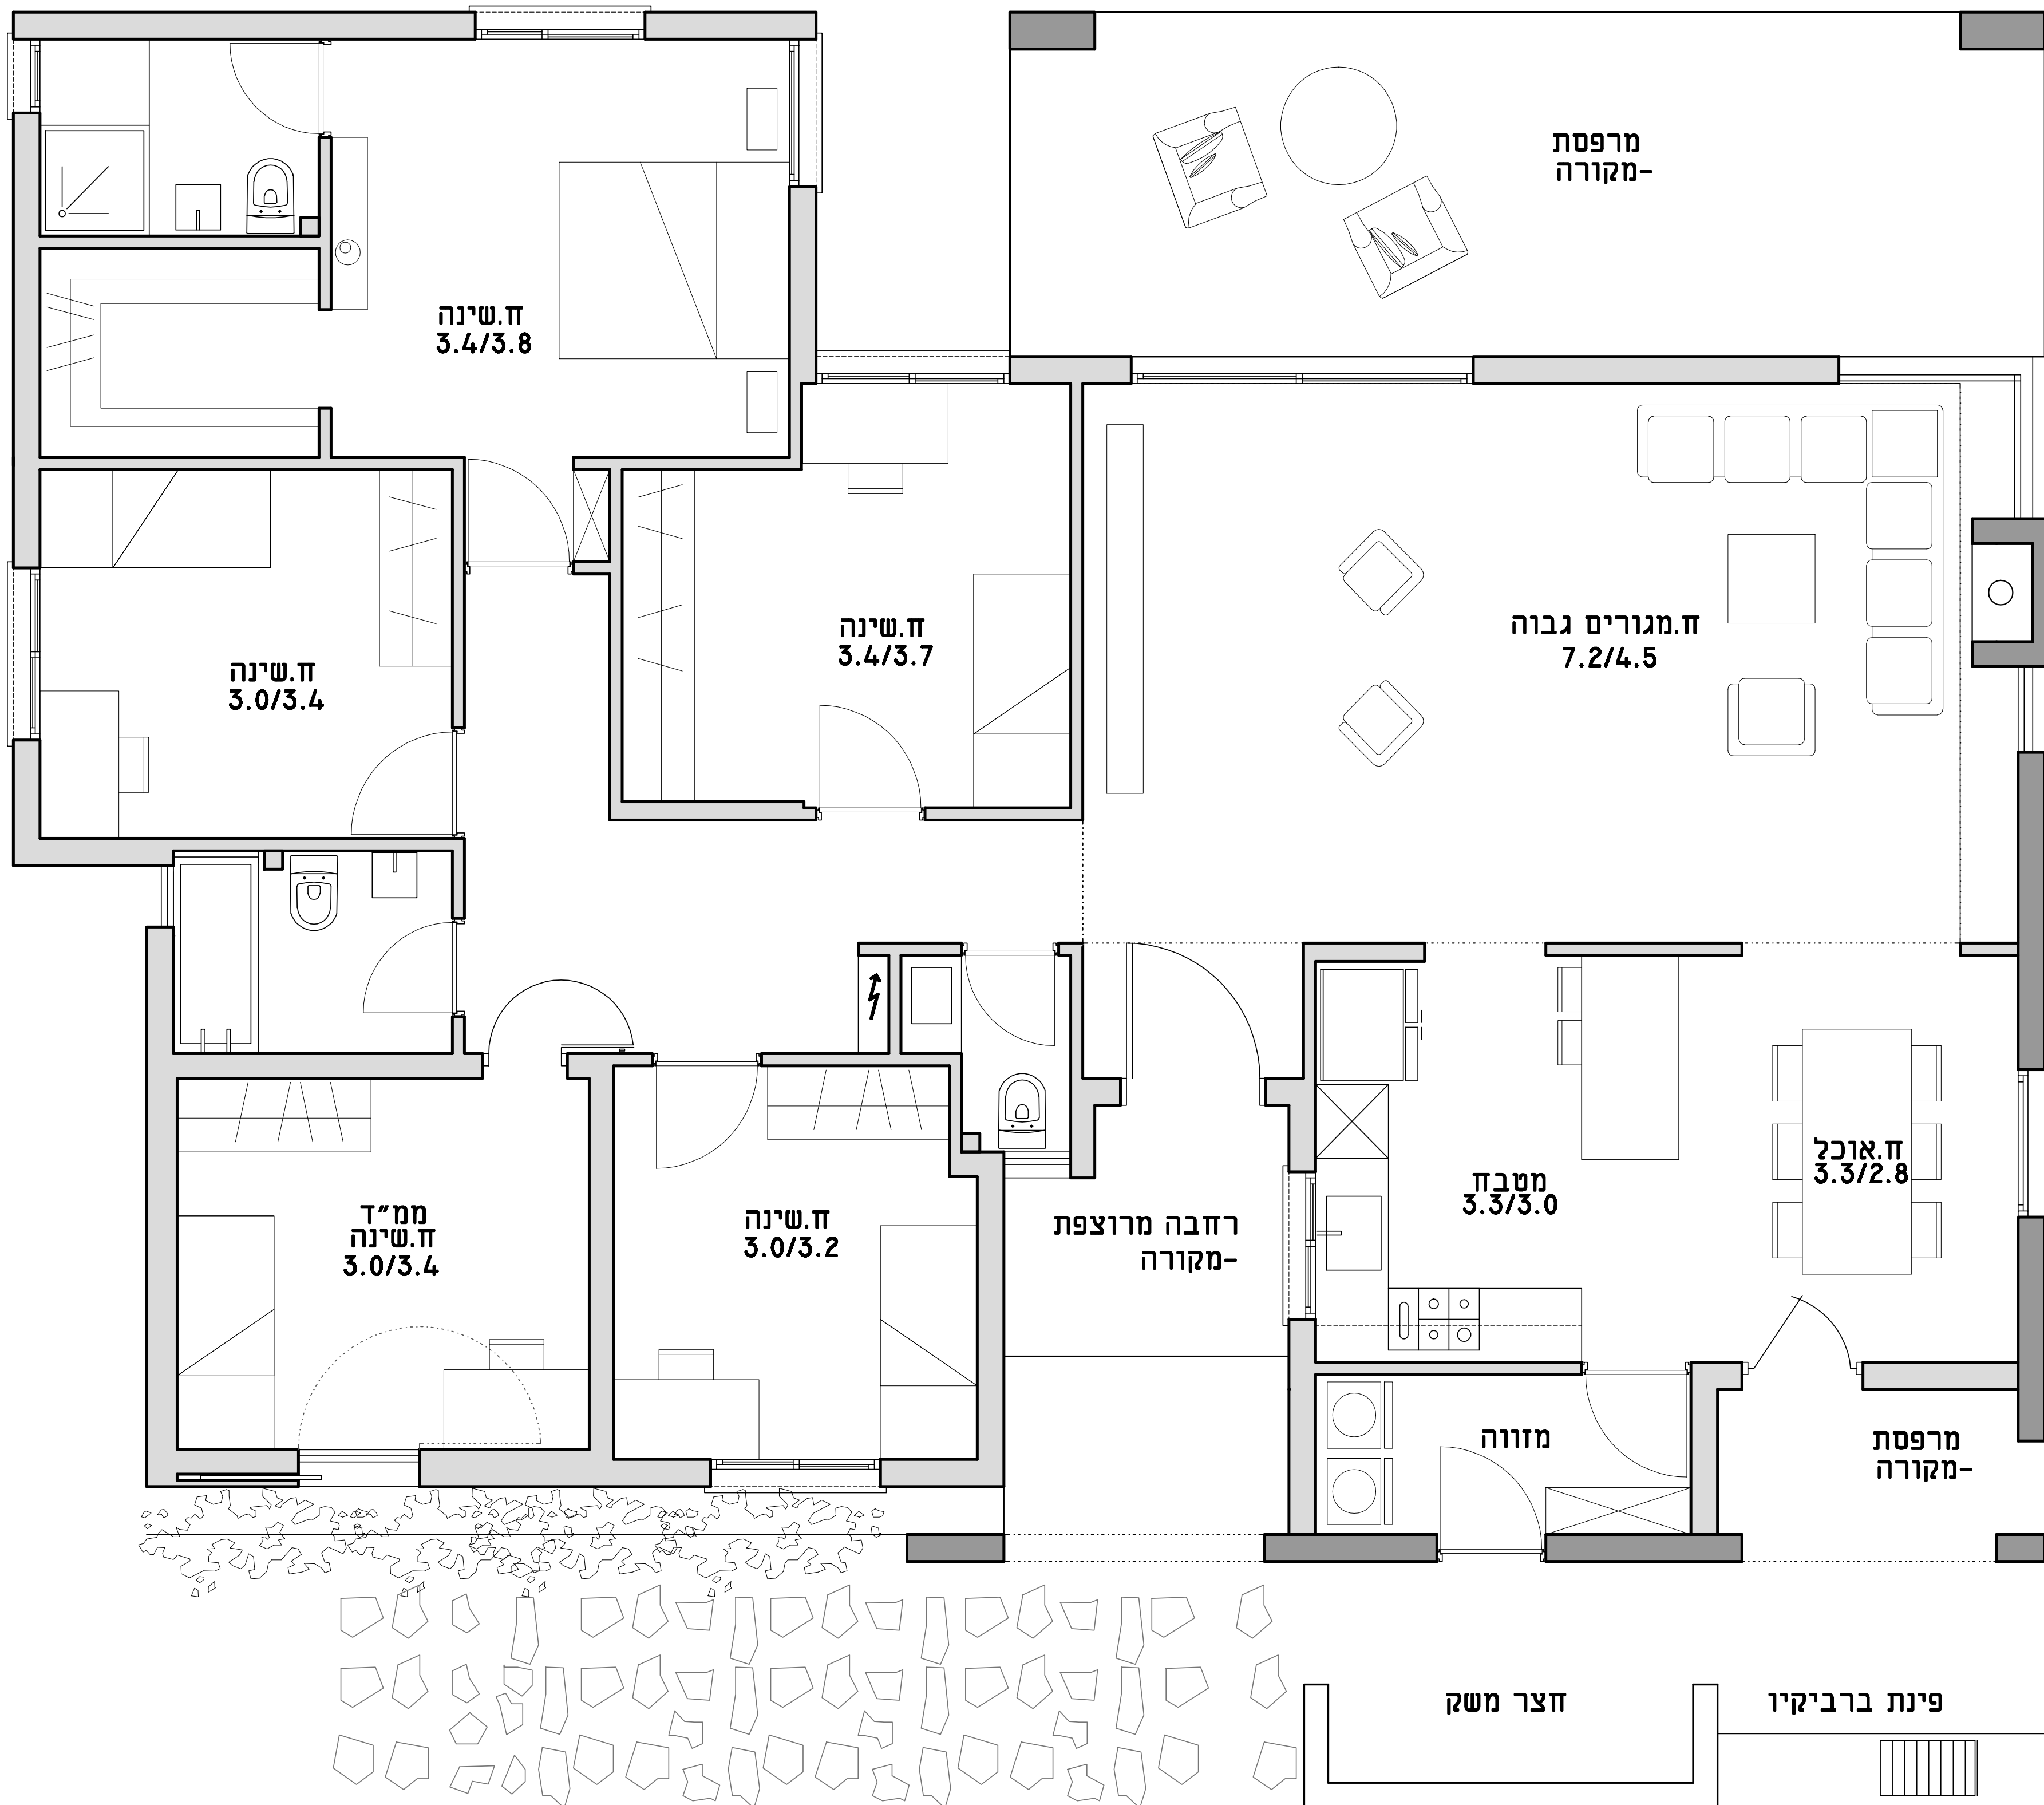 מרפסת
מקורה-
ח.שינה
3.4/3.8
ח.שינה
3.4/3.7
ח.מגורים גבוה
7.2/4.5
ח.שינה
3.0/3.4
ח.אוכל
3.3/2.8
מטבח
3.3/3.0
ממ״ד
ח.שינה
3.0/3.4
ח.שינה
3.0/3.2
רחבה מרוצפת
מקורה-
מזווה
מרפסת
מקורה-
חצר משק
פינת ברביקיו